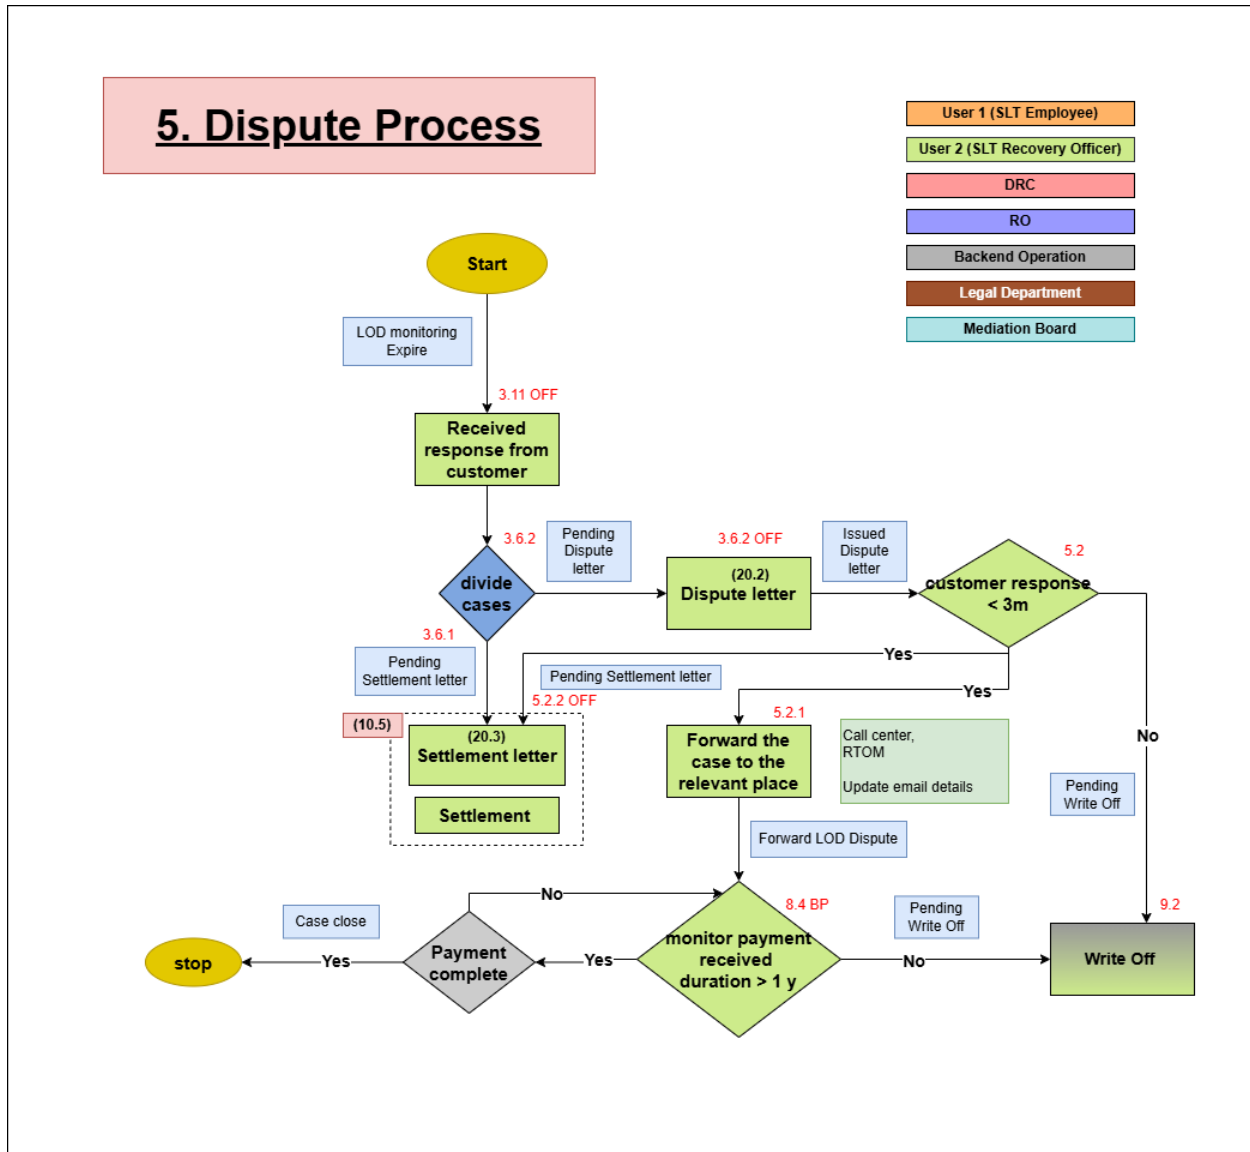 5. Dispute Process
User 1 (SLT Employee)
User 2 (SLT Recovery Officer)
DRC
RO
Backend Operation
Legal Department
Mediation Board
Start
LOD monitoring
Expire
3.11 OFF
Received
response from
customer
3.6.2
divide
cases
Pending
Dispute
letter
3.6.2 OFF
(20.2)
Dispute letter
Issued
Dispute
letter
5.2
customer response
< 3m
3.6.1
Pending
Settlement letter
Yes
Pending Settlement letter
Yes
5.2.2 OFF
(10.5)
(20.3)
Settlement letter
Settlement
5.2.1
Forward the
case to the
relevant place
Call center,
RTOM
Update email details
No
Pending
Write Off
Forward LOD Dispute
No
8.4 BP
monitor payment
received
duration > 1 y
Pending
Write Off
9.2
No
Write Off
Case close
Payment
complete
Yes
Yes
stop